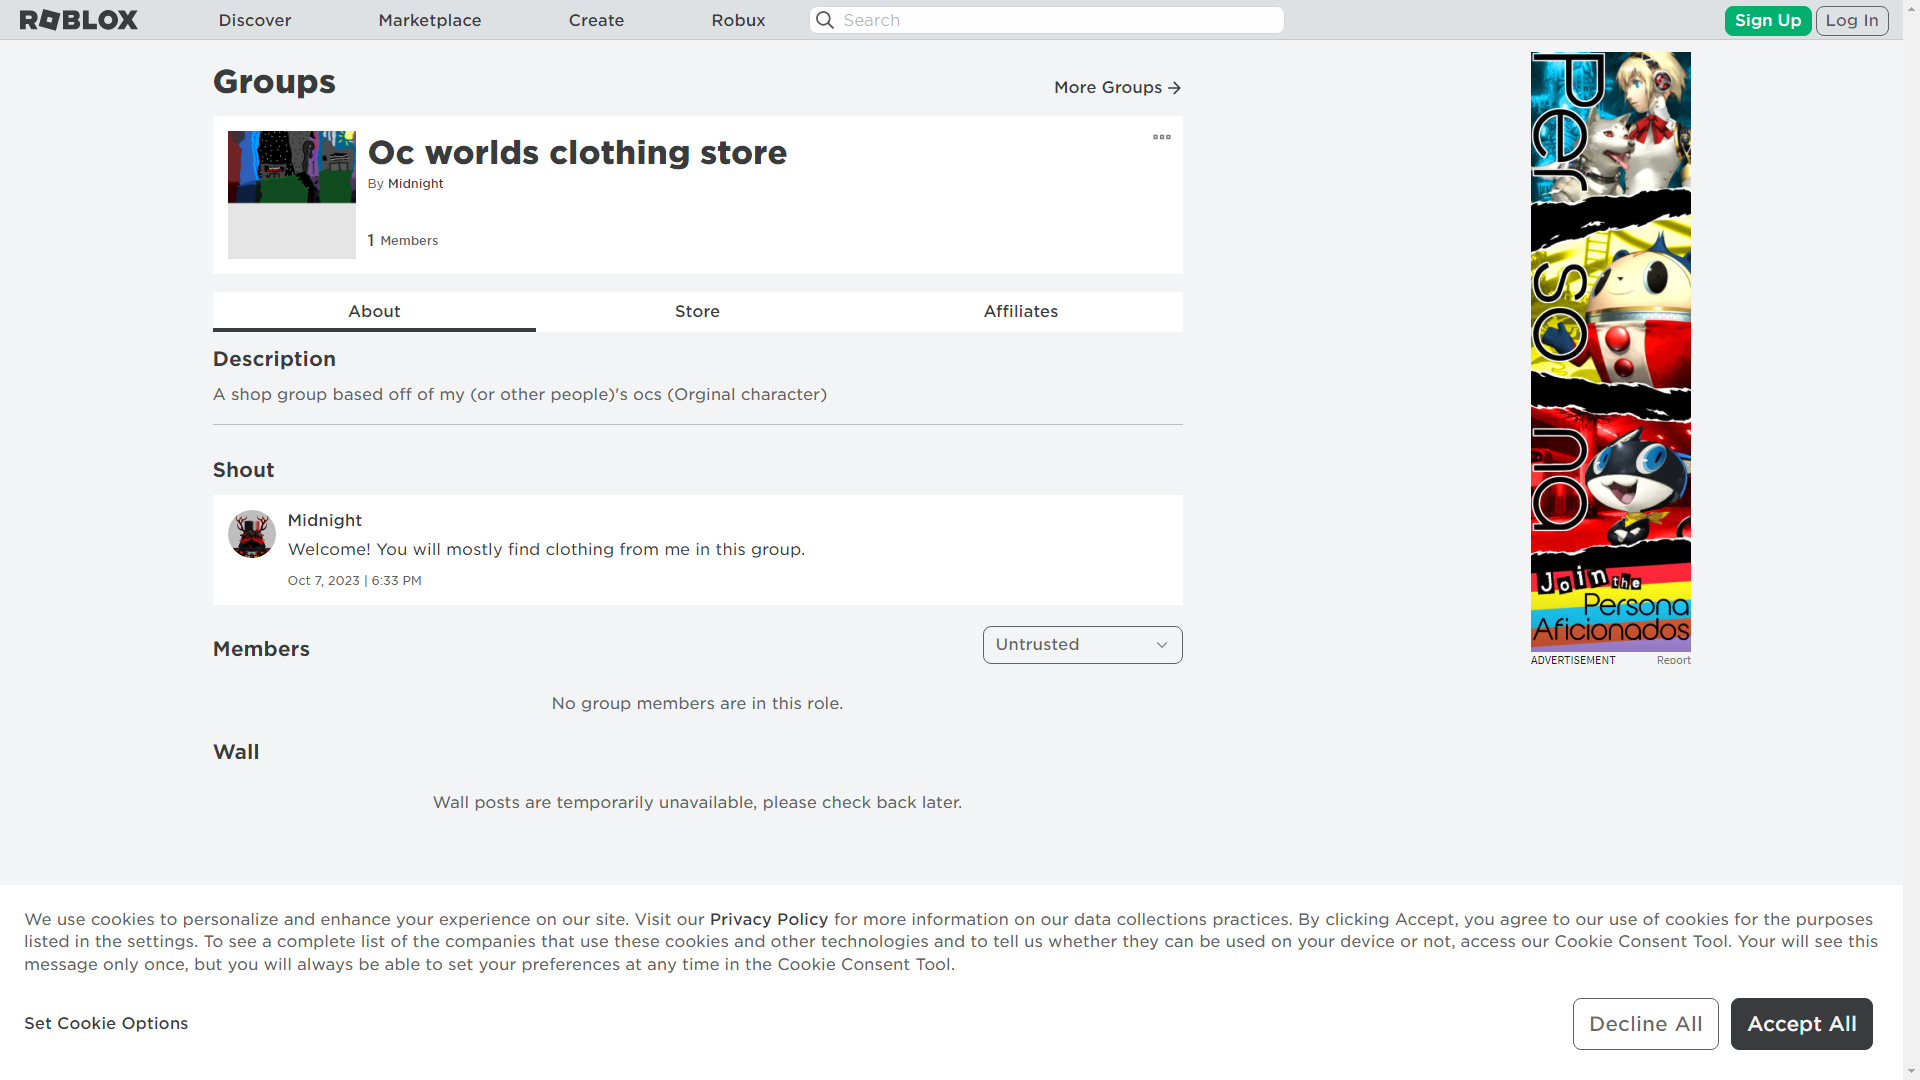 ROBLOX Discover Marketplace Create Robux Search Sign Up Log In
Groups
More Groups
Oc worlds clothing store
By Midnight
1 Members
About Store Affiliates
Description
A shop group based off of my (or other people)'s ocs (Orginal character)
Shout
Midnight
Welcome! You will mostly find clothing from me in this group.
Oct 7, 2023 | 6:33 PM
Members
Untrusted
No group members are in this role.
Wall
Wall posts are temporarily unavailable, please check back later.
Per
so
na
Join the
Persona
Aficionados
ADVERTISEMENT Report
We use cookies to personalize and enhance your experience on our site. Visit our Privacy Policy for more information on our data collections practices. By clicking Accept, you agree to our use of cookies for the purposes
listed in the settings. To see a complete list of the companies that use these cookies and other technologies and to tell us whether they can be used on your device or not, access our Cookie Consent Tool. Your will see this
message only once, but you will always be able to set your preferences at any time in the Cookie Consent Tool.
Set Cookie Options
Decline All Accept All